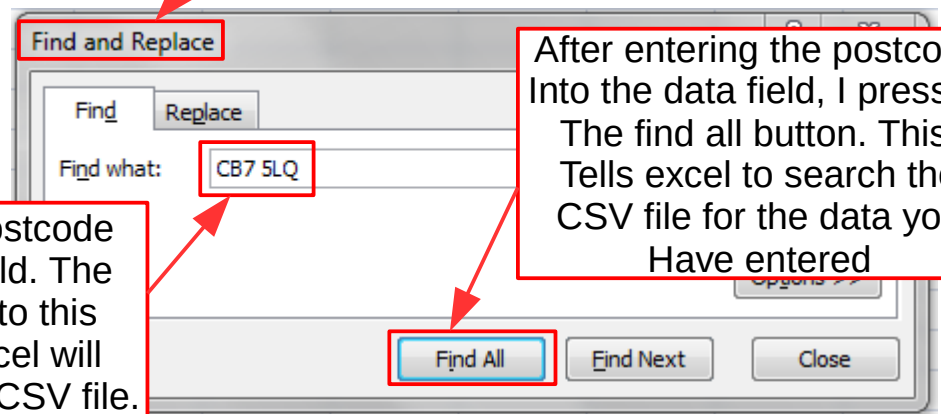 Find and Replace
Find
Replace
Find what:
CB7 5LQ
After entering the postco
Into the data field, I press
The find all button. This
Tells excel to search the
CSV file for the data yo
Have entered
ostcode
ld. The
to this
cel will
CSV file.
Options >>
Find All
Find Next
Close